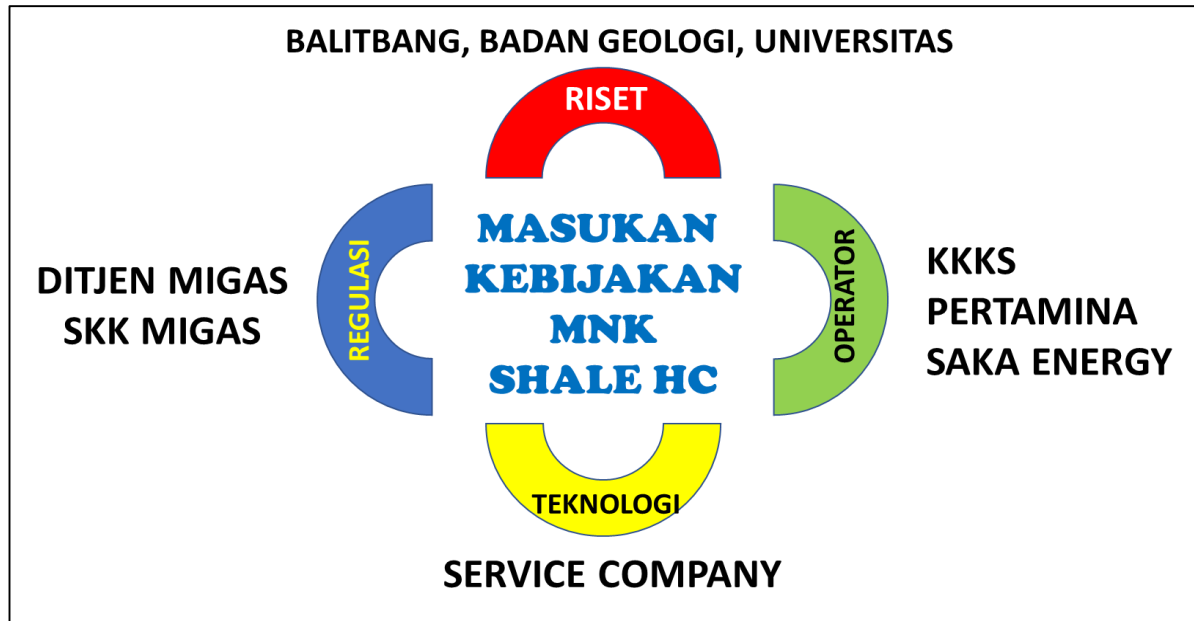 BALITBANG, BADAN GEOLOGI, UNIVERSITAS
RISET
REGULASI
DITJEN MIGAS
SKK MIGAS
MASUKAN
KEBIJAKAN
MNK
SHALE HC
OPERATOR
KKKS
PERTAMINA
SAKA ENERGY
TEKNOLOGI
SERVICE COMPANY